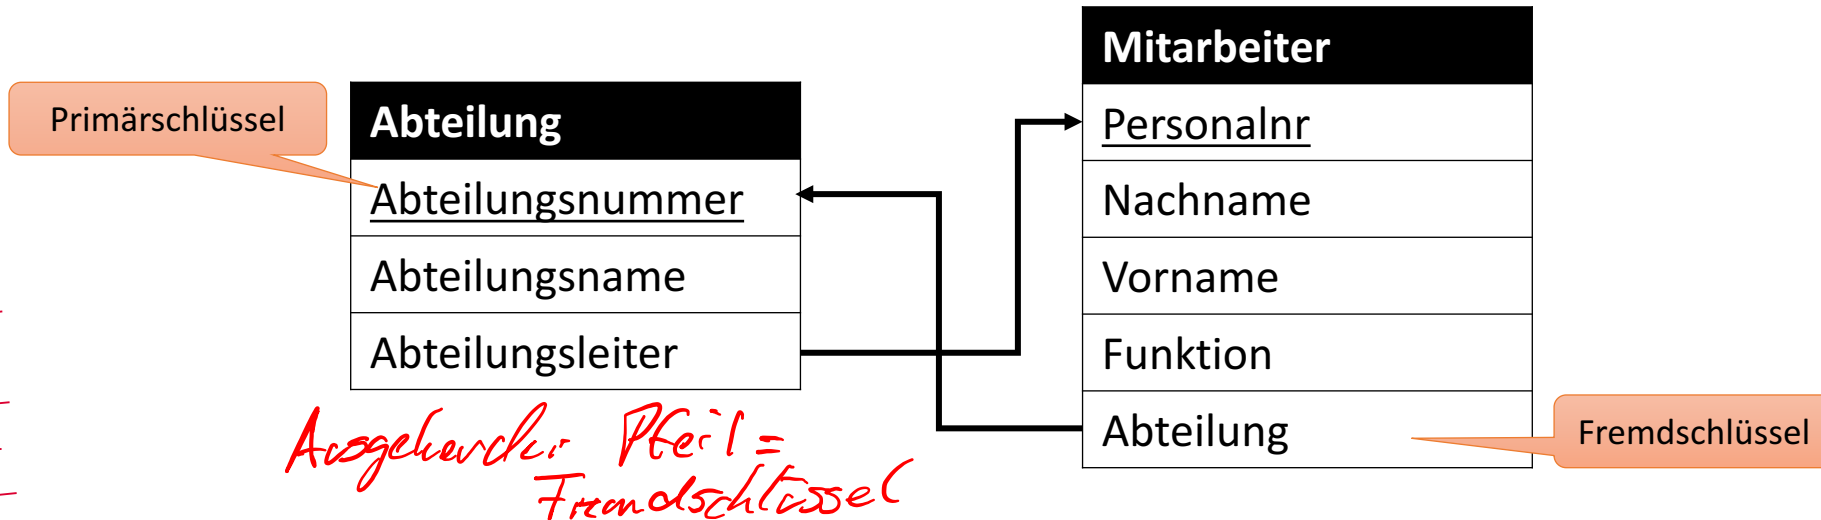 Mitarbeiter
Primärschlüssel
Abteilung
Personalnr
Abteilungsnummer
Nachname
Abteilungsname
Vorname
Abteilungsleiter
Funktion
Abteilung
Fremdschlüssel
Ausgehender Pfeil =
Fremdschlüssel